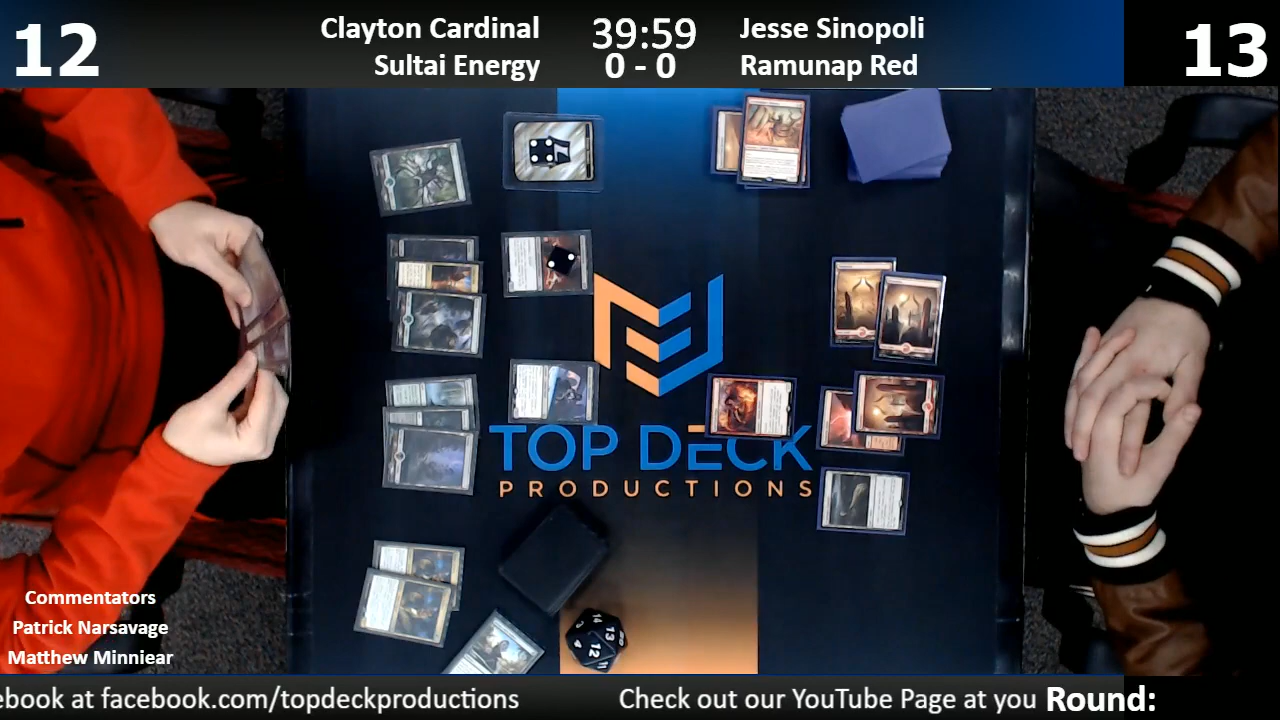 12
Clayton Cardinal
Sultai Energy
39:59
0 - 0
Jesse Sinopoli
Ramunap Red
13
TOP DECK
PRODUCTIONS
Commentators
Patrick Narsavage
Matthew Minniear
ebook at facebook.com/topdeckproductions
Check out our YouTube Page at you
Round: